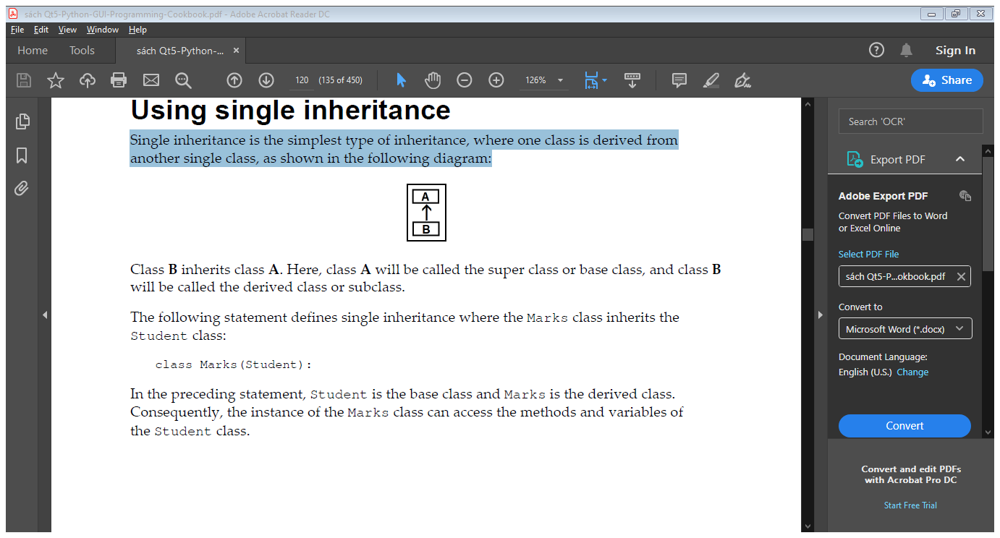 sách Qt5-Python-GUI-Programming-Cookbook.pdf - Adobe Acrobat Reader DC
File Edit View Window Help
Home Tools sách Qt5-Python-... × Sign In
120 (135 of 450) 126% Share
Using single inheritance
Single inheritance is the simplest type of inheritance, where one class is derived from
another single class, as shown in the following diagram:
A
B
Class B inherits class A. Here, class A will be called the super class or base class, and class B
will be called the derived class or subclass.
The following statement defines single inheritance where the Marks class inherits the
Student class:
class Marks(Student):
In the preceding statement, Student is the base class and Marks is the derived class.
Consequently, the instance of the Marks class can access the methods and variables of
the Student class.
Search 'OCR'
Export PDF
Adobe Export PDF
Convert PDF Files to Word
or Excel Online
Select PDF File
sách Qt5-P...okbook.pdf
Convert to
Microsoft Word (*.docx)
Document Language:
English (U.S.) Change
Convert
Convert and edit PDFs
with Acrobat Pro DC
Start Free Trial